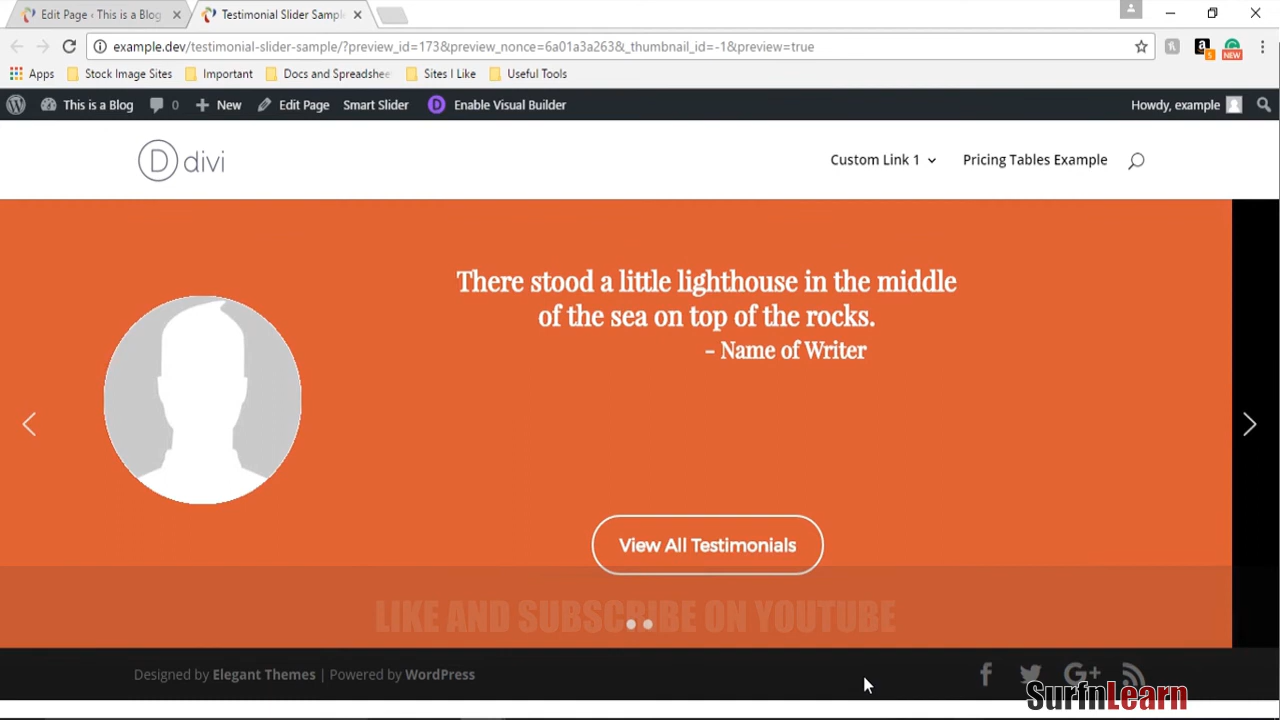 Edit Page ‹ This is a Blog
Testimonial Slider Sample
example.dev/testimonial-slider-sample/?preview_id=173&preview_nonce=6a01a3a263&_thumbnail_id=-1&preview=true
a
5
NEW
Apps
Stock Image Sites
Important
Docs and Spreadshee
Sites I Like
Useful Tools
This is a Blog
0
New
Edit Page
Smart Slider
D
Enable Visual Builder
Howdy, example
D divi
Custom Link 1
Pricing Tables Example
There stood a little lighthouse in the middle
of the sea on top of the rocks.
- Name of Writer
View All Testimonials
LIKE AND SUBSCRIBE ON YOUTUBE
Designed by Elegant Themes | Powered by WordPress
G+
SurfnLearn